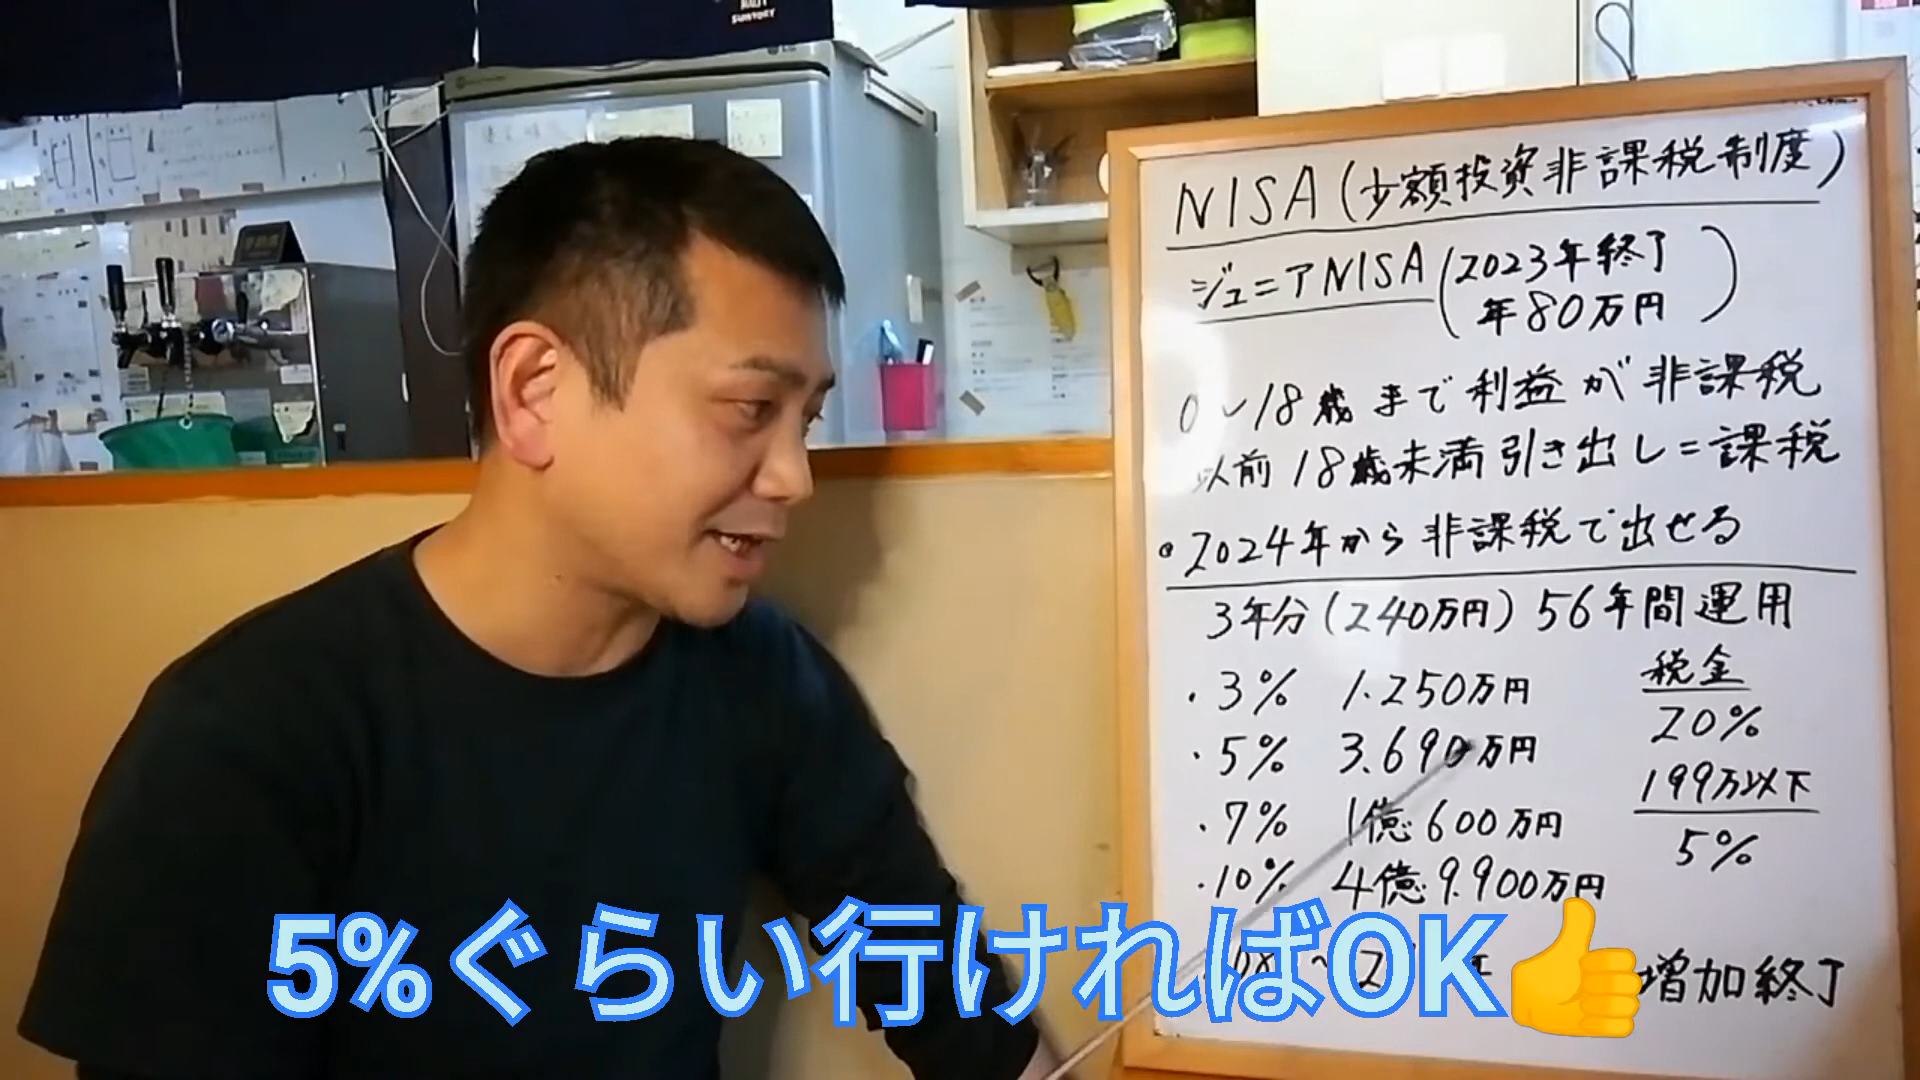 SUNTORY
LG
NISA(少額投資非課税制度)
ジュニアNISA(2023年終了
年80万円)
0～18歳まで利益が非課税
以前18歳未満引き出し=課税
•2024年から非課税で出せる
3年分(240万円)56年間運用
税金
・3% 1.250万円
20%
・5% 3.690万円
199万以下
・7% 1億600万円
5%
・10% 4億9.900万円
増加終了
5%ぐらい行ければOK👍